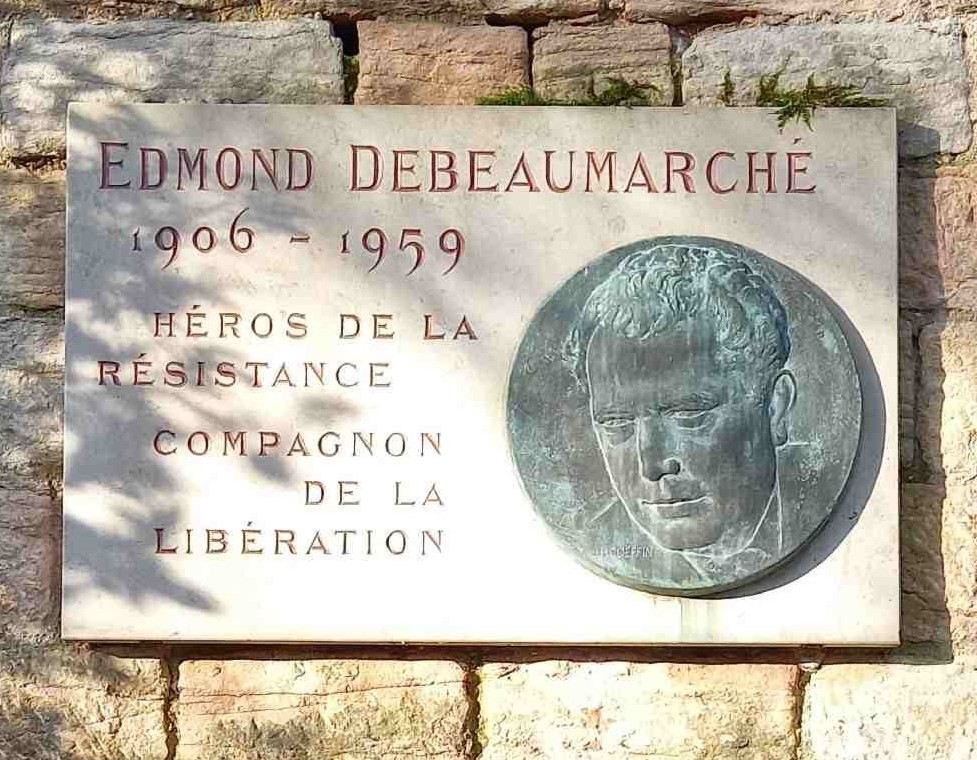 EDMOND DEBEAUMARCHÉ
1906 - 1959
HÉROS DE LA
RÉSISTANCE
COMPAGNON
DE LA
LIBÉRATION